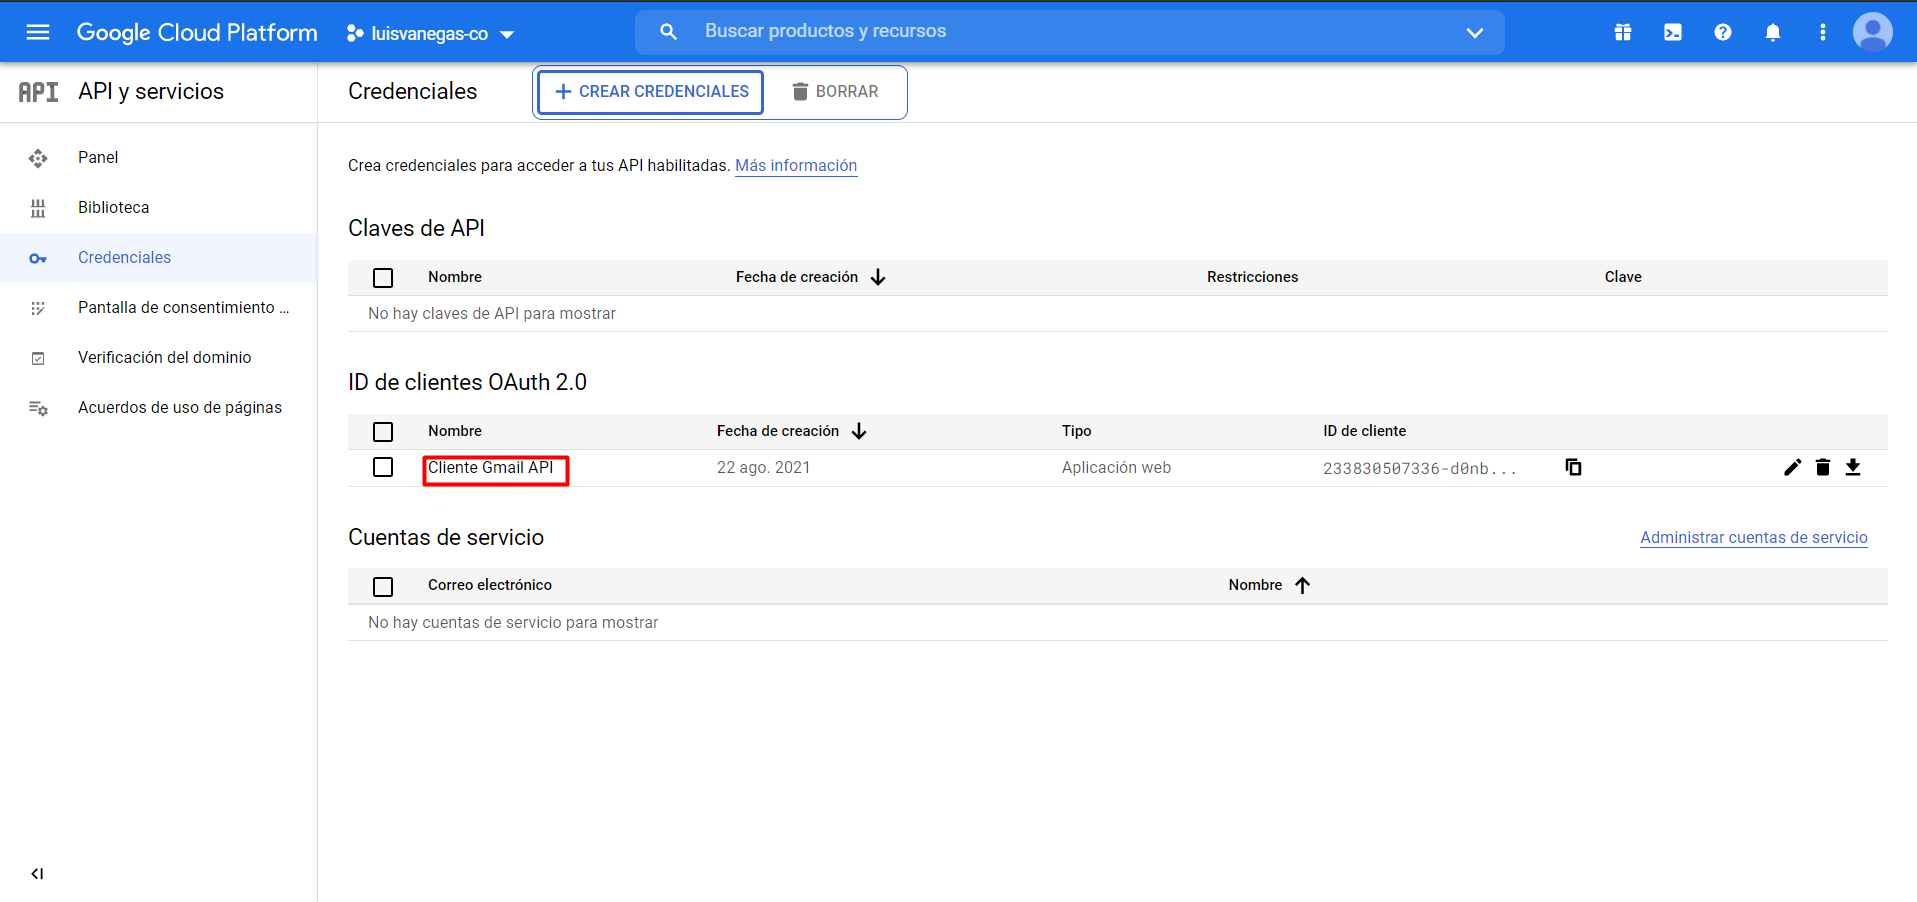 Google Cloud Platform
luisvanegas-co
Buscar productos y recursos
API
API y servicios
Credenciales
CREAR CREDENCIALES
BORRAR
Panel
Biblioteca
Credenciales
Pantalla de consentimiento ...
Verificación del dominio
Acuerdos de uso de páginas
Crea credenciales para acceder a tus API habilitadas. Más información
Claves de API
Nombre Fecha de creación Restricciones Clave
No hay claves de API para mostrar
ID de clientes OAuth 2.0
Nombre Fecha de creación Tipo ID de cliente
Cliente Gmail API 22 ago. 2021 Aplicación web 233830507336-d0nb...
Cuentas de servicio
Administrar cuentas de servicio
Correo electrónico Nombre
No hay cuentas de servicio para mostrar